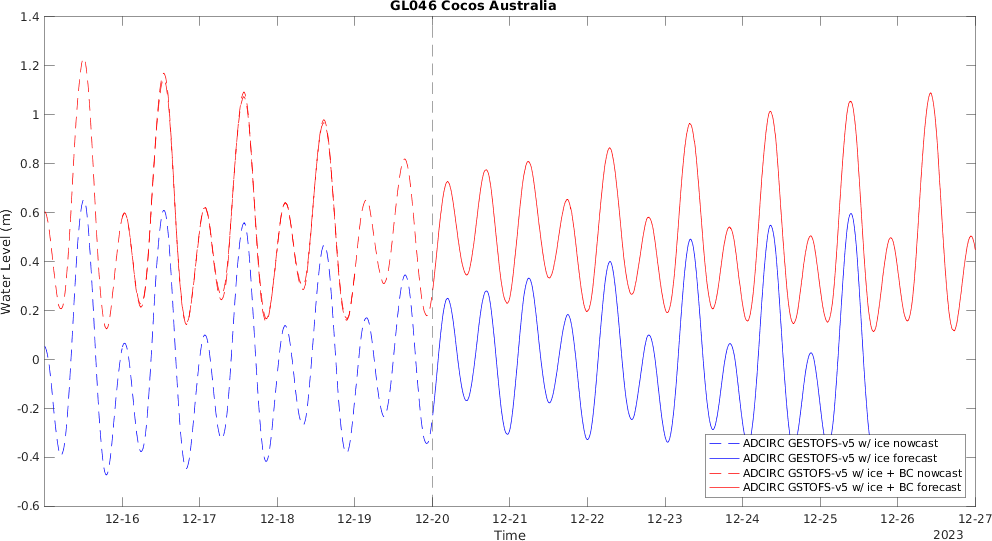 GL046 Cocos Australia
Water Level (m)
1.4
1.2
1
0.8
0.6
0.4
0.2
0
-0.2
-0.4
-0.6
ADCIRC GESTOFS-v5 w/ ice nowcast
ADCIRC GESTOFS-v5 w/ ice forecast
ADCIRC GSTOFS-v5 w/ ice + BC nowcast
ADCIRC GSTOFS-v5 w/ ice + BC forecast
12-16 12-17 12-18 12-19 12-20 12-21 12-22 12-23 12-24 12-25 12-26 12-27
Time
2023